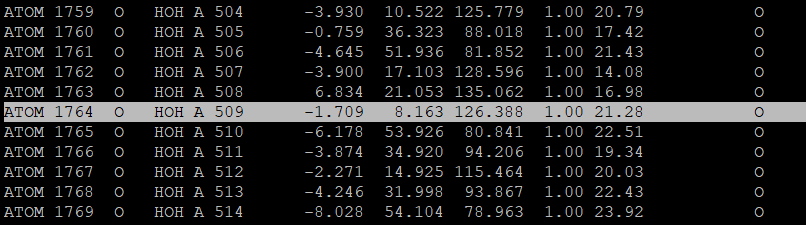 ATOM 1759 O HOH A 504 -3.930 10.522 125.779 1.00 20.79 O
ATOM 1760 O HOH A 505 -0.759 36.323 88.018 1.00 17.42 O
ATOM 1761 O HOH A 506 -4.645 51.936 81.852 1.00 21.43 O
ATOM 1762 O HOH A 507 -3.900 17.103 128.596 1.00 14.08 O
ATOM 1763 O HOH A 508 6.834 21.053 135.062 1.00 16.98 O
ATOM 1764 O HOH A 509 -1.709 8.163 126.388 1.00 21.28 O
ATOM 1765 O HOH A 510 -6.178 53.926 80.841 1.00 22.51 O
ATOM 1766 O HOH A 511 -3.874 34.920 94.206 1.00 19.34 O
ATOM 1767 O HOH A 512 -2.271 14.925 115.464 1.00 20.03 O
ATOM 1768 O HOH A 513 -4.246 31.998 93.867 1.00 22.43 O
ATOM 1769 O HOH A 514 -8.028 54.104 78.963 1.00 23.92 O